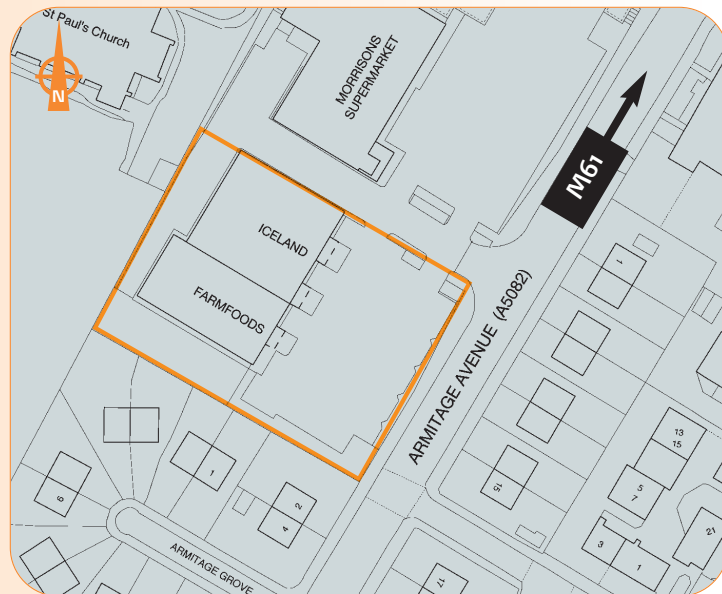 St Paul's Church
N
MORRISONS
SUPERMARKET
M61
ICELAND
FARMFOODS
ARMITAGE AVENUE (A5082)
1
13
15
5
7
15
21
3
1
1
2
4
6
17
ARMITAGE GROVE